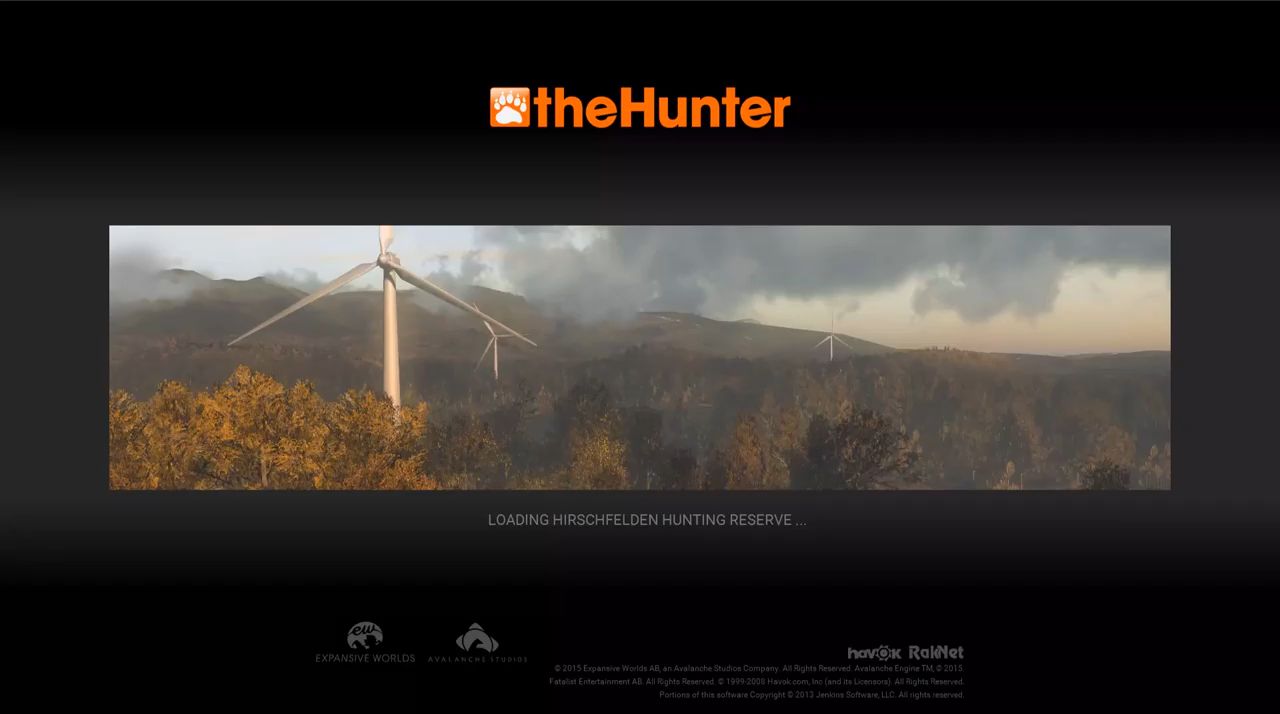 theHunter
LOADING HIRSCHFELDEN HUNTING RESERVE ...
ew
EXPANSIVE WORLDS
AVALANCHE STUDIOS
havok RakNet
© 2015 Expansive Worlds AB, an Avalanche Studios Company. All Rights Reserved. Avalanche Engine TM, © 2015.
Fatalist Entertainment AB. All Rights Reserved. © 1999-2008 Havok.com, Inc (and its Licensors). All Rights Reserved.
Portions of this software Copyright © 2013 Jenkins Software, LLC. All rights reserved.